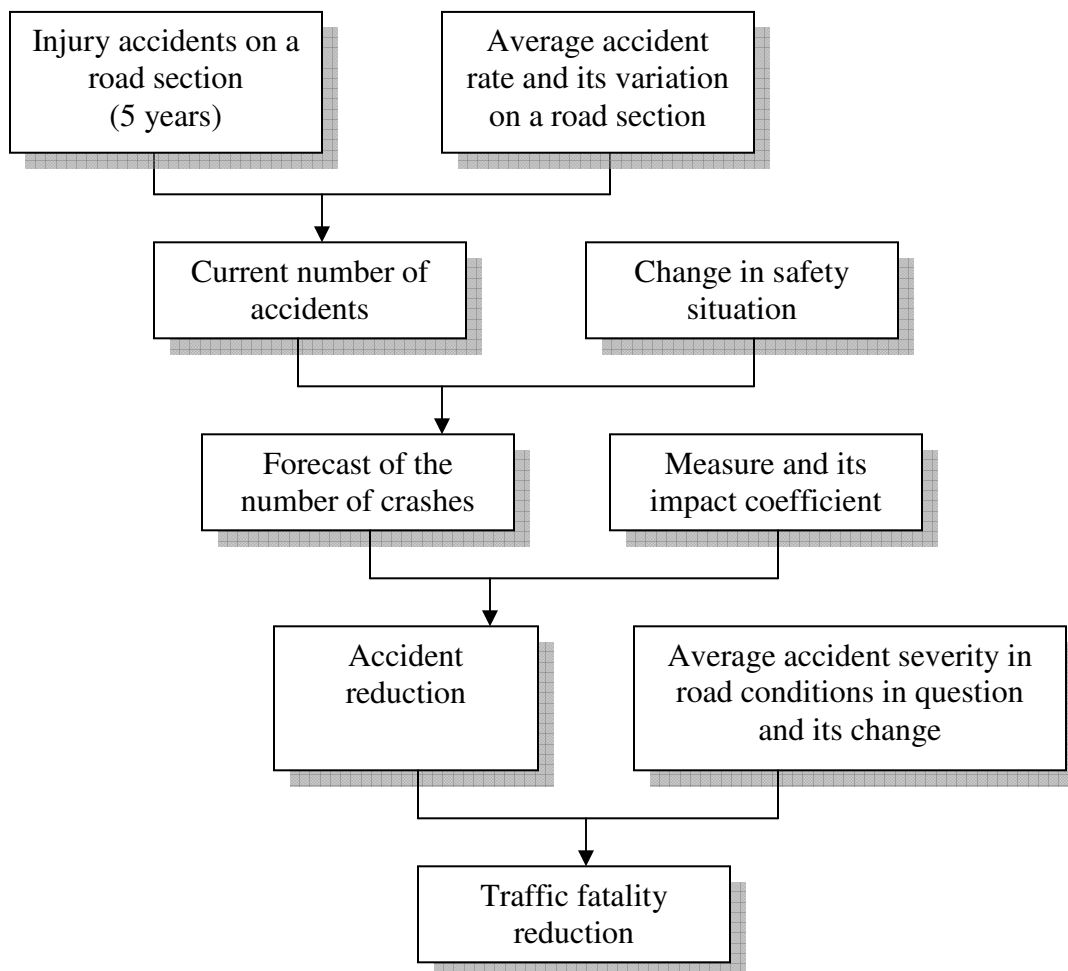 Injury accidents on a
road section
(5 years)
Average accident
rate and its variation
on a road section
Current number of
accidents
Change in safety
situation
Forecast of the
number of crashes
Measure and its
impact coefficient
Accident
reduction
Average accident severity in
road conditions in question
and its change
Traffic fatality
reduction